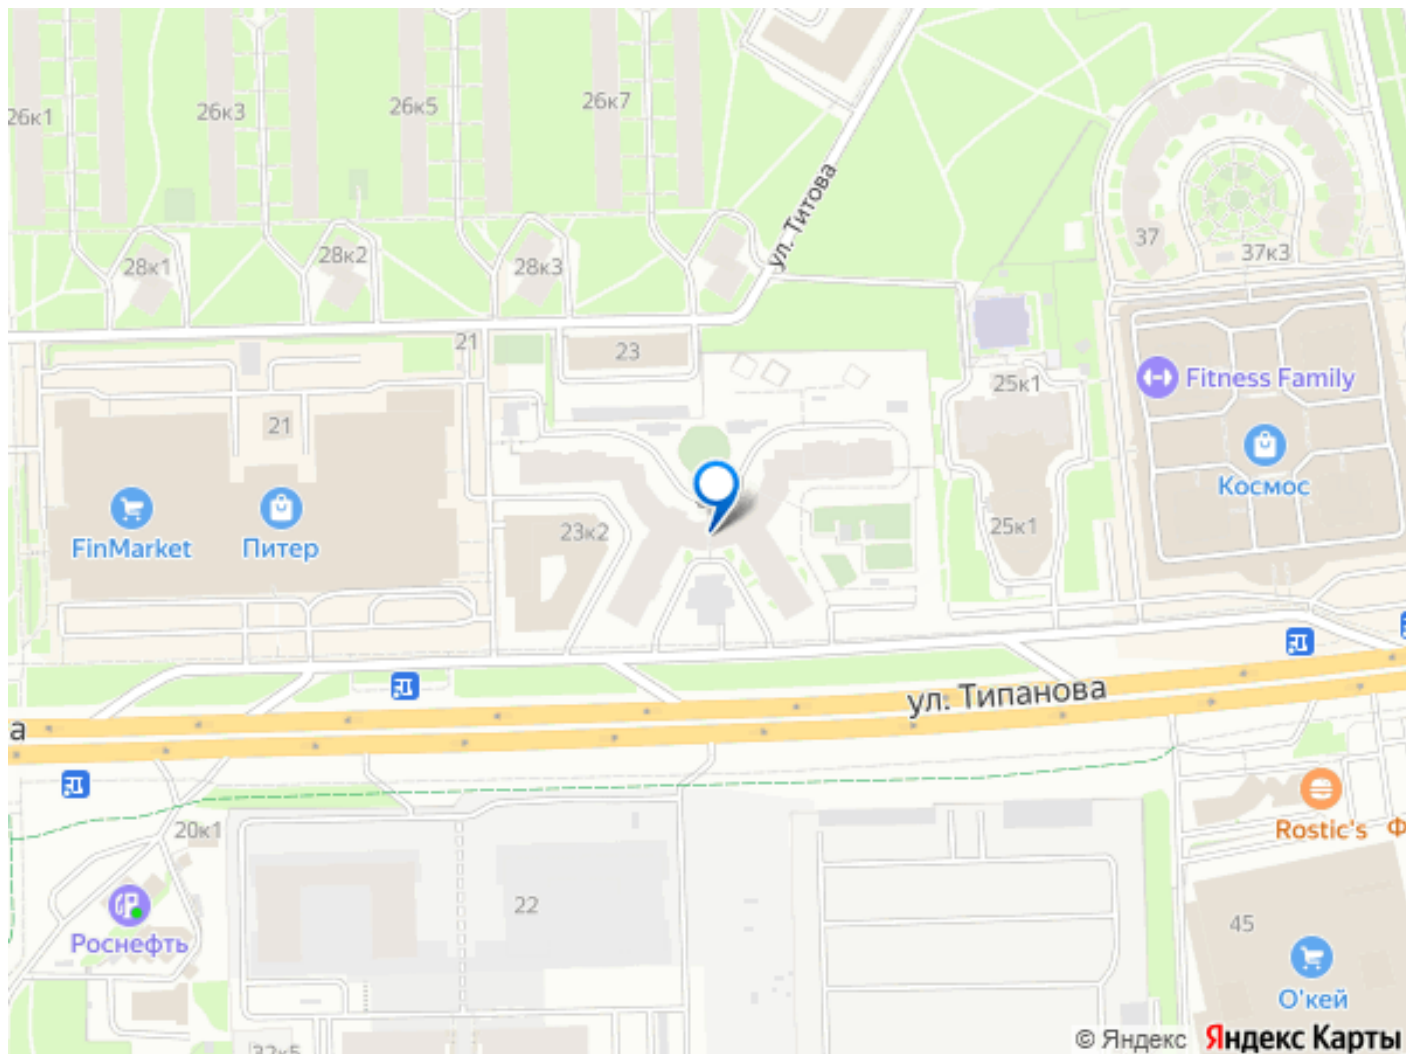 26к1
26к3
26к5
26к7
ул. Титова
28к1
28к2
28к3
37
37к3
21
23
25к1
Fitness Family
21
Космос
FinMarket
Питер
23к2
25к1
ул. Типанова
а
20к1
Rostic's
Ф
22
45
Роснефть
О'кей
32к5
© Яндекс Яндекс Карты